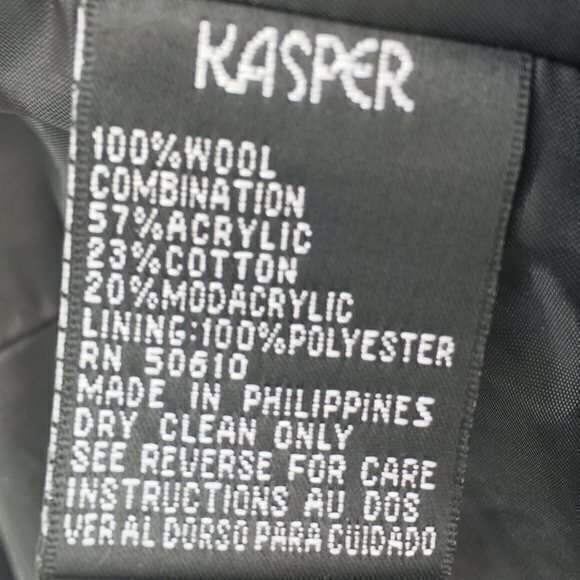 KASPER
100%WOOL
COMBINATION
57%ACRYLIC
23%COTTON
20%MODACRYLIC
LINING:100%POLYESTER
RN 50610
MADE IN PHILIPPINES
DRY CLEAN ONLY
SEE REVERSE FOR CARE
INSTRUCTIONS AU DOS
VER AL DORSO PARA CUIDADO